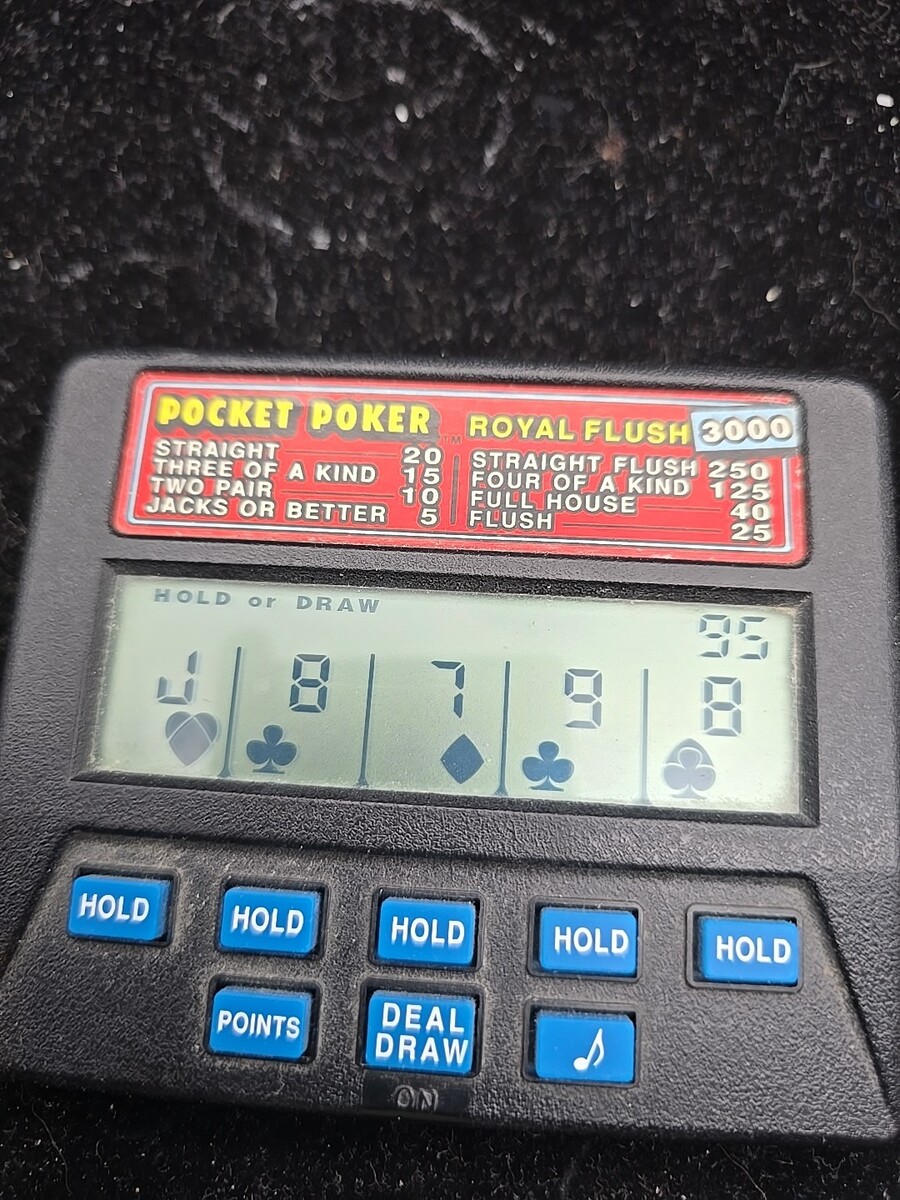 POCKET POKER™
STRAIGHT 20
THREE OF A KIND 15
TWO PAIR 10
JACKS OR BETTER 5
ROYAL FLUSH 3000
STRAIGHT FLUSH 250
FOUR OF A KIND 125
FULL HOUSE 40
FLUSH 25
HOLD or DRAW
95
J 8 7 9 8
HOLD HOLD HOLD HOLD HOLD
POINTS DEAL DRAW
ON